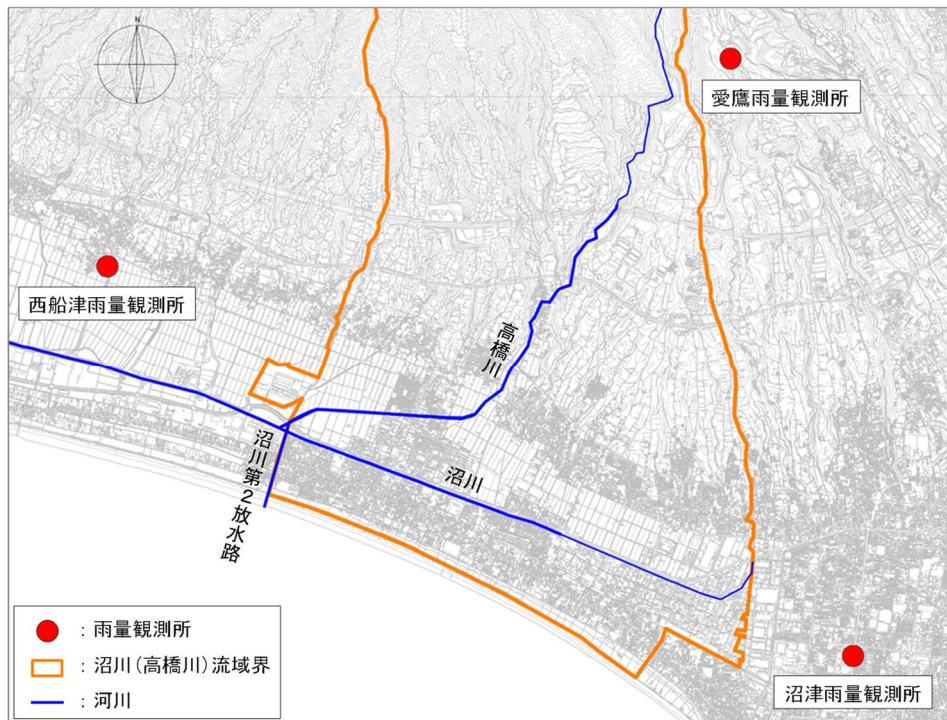 愛鷹雨量観測所
西船津雨量観測所
高橋川
沼川第2放水路
沼川
：雨量観測所
：沼川(高橋川)流域界
：河川
沼津雨量観測所